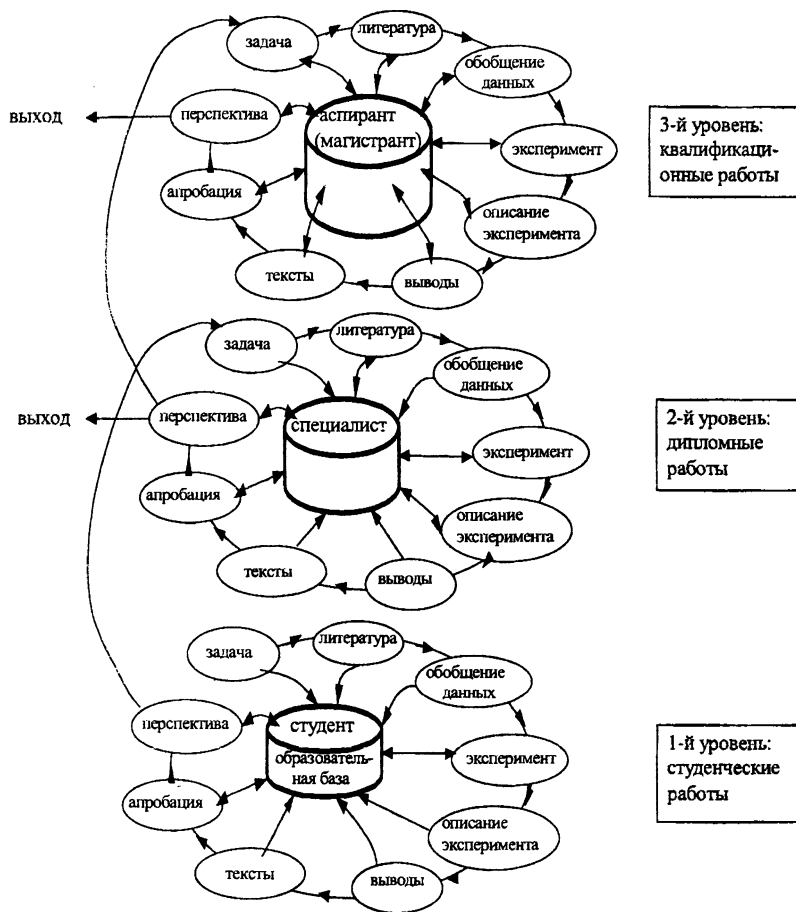 задача
литература
обобщение
данных
выход
перспектива
аспирант
(магистрант)
эксперимент
апробация
описание
эксперимента
тексты
выводы
3-й уровень:
квалификаци-
онные работы
задача
литература
обобщение
данных
выход
перспектива
специалист
эксперимент
апробация
описание
эксперимента
тексты
выводы
2-й уровень:
дипломные
работы
задача
литература
обобщение
данных
перспектива
студент
образователь-
ная база
эксперимент
апробация
описание
эксперимента
тексты
выводы
1-й уровень:
студенческие
работы